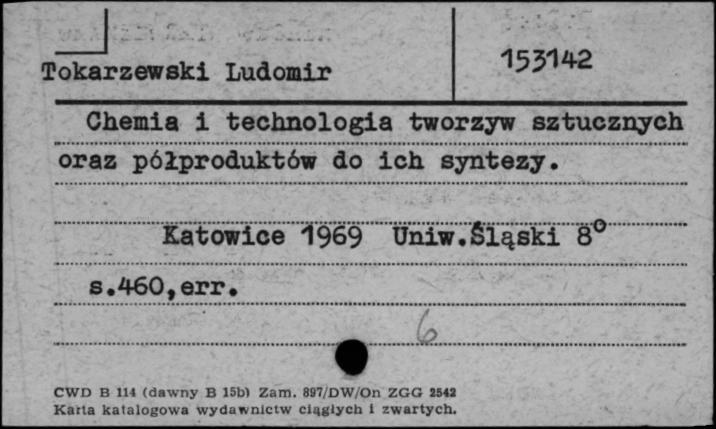 Tokarzewski Ludomir
153142
Chemia i technologia tworzyw sztucznych
oraz półproduktów do ich syntezy.
Katowice 1969 Uniw.Śląski 8°
s.460,err.
6
CWD B 114 (dawny B 15b) Zam. 897/DW/On ZGG 2542
Karta katalogowa wydawnictw ciągłych i zwartych.